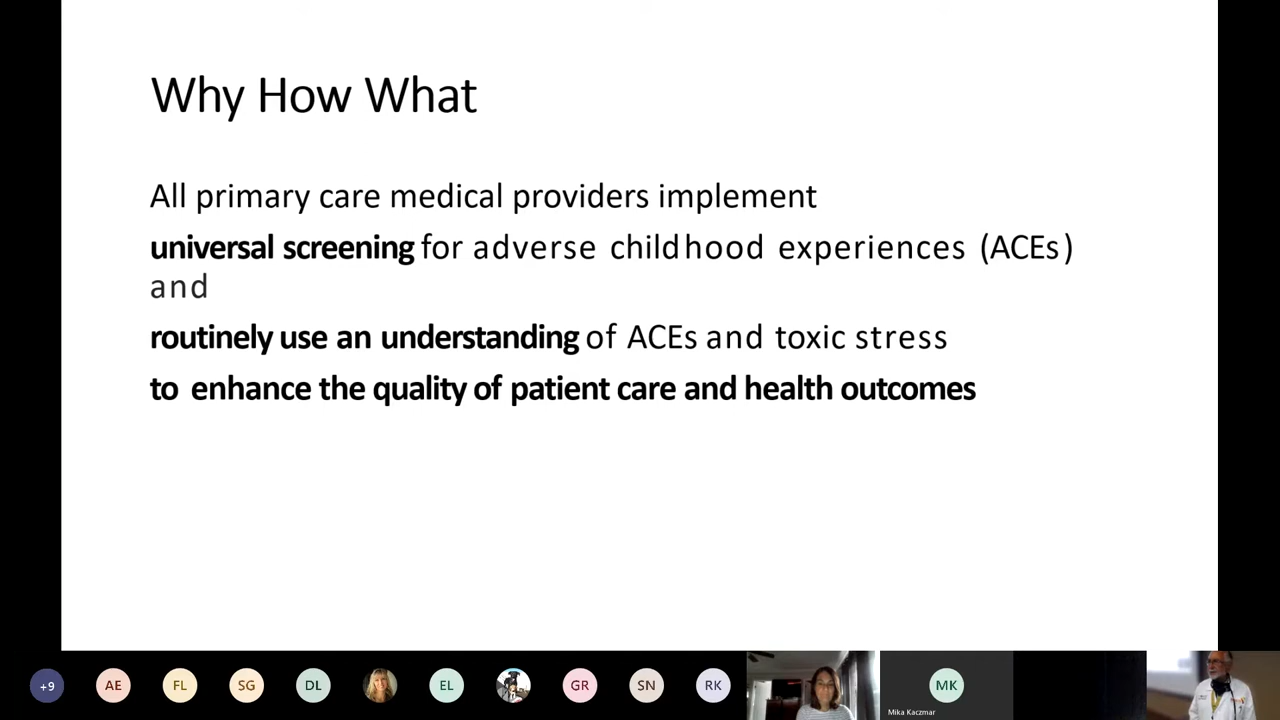 Why How What
All primary care medical providers implement
universal screening for adverse childhood experiences (ACEs)
and
routinely use an understanding of ACEs and toxic stress
to enhance the quality of patient care and health outcomes
+9 AE FL SG DL EL GR SN RK MK
Mika Kaczmar